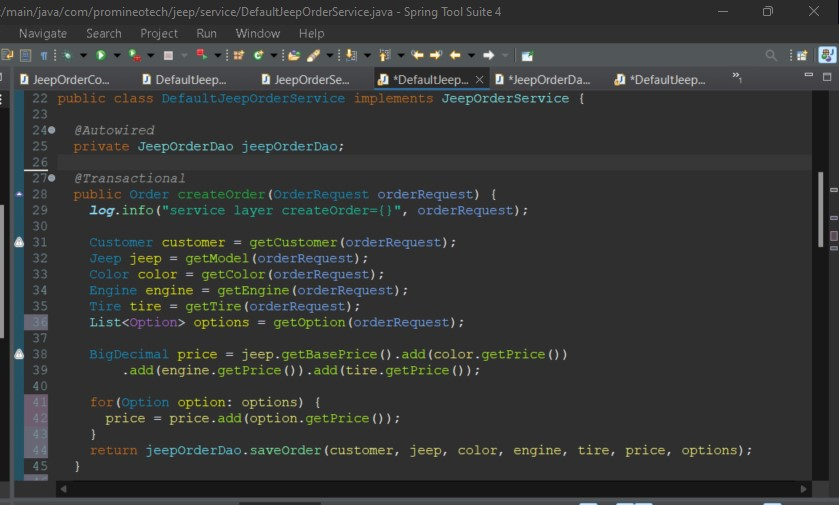 /main/java/com/promineotech/jeep/service/DefaultJeepOrderService.java - Spring Tool Suite 4
Navigate Search Project Run Window Help
JeepOrderCo... DefaultJeep... JeepOrderSe... *DefaultJeep... *JeepOrderDa... *DefaultJeep... »1
22 public class DefaultJeepOrderService implements JeepOrderService {
23
24 @Autowired
25 private JeepOrderDao jeepOrderDao;
26
27 @Transactional
28 public Order createOrder(OrderRequest orderRequest) {
29 log.info("service layer createOrder={}", orderRequest);
30
31 Customer customer = getCustomer(orderRequest);
32 Jeep jeep = getModel(orderRequest);
33 Color color = getColor(orderRequest);
34 Engine engine = getEngine(orderRequest);
35 Tire tire = getTire(orderRequest);
36 List<Option> options = getOption(orderRequest);
37
38 BigDecimal price = jeep.getBasePrice().add(color.getPrice())
39 .add(engine.getPrice()).add(tire.getPrice());
40
41 for(Option option: options) {
42 price = price.add(option.getPrice());
43 }
44 return jeepOrderDao.saveOrder(customer, jeep, color, engine, tire, price, options);
45 }